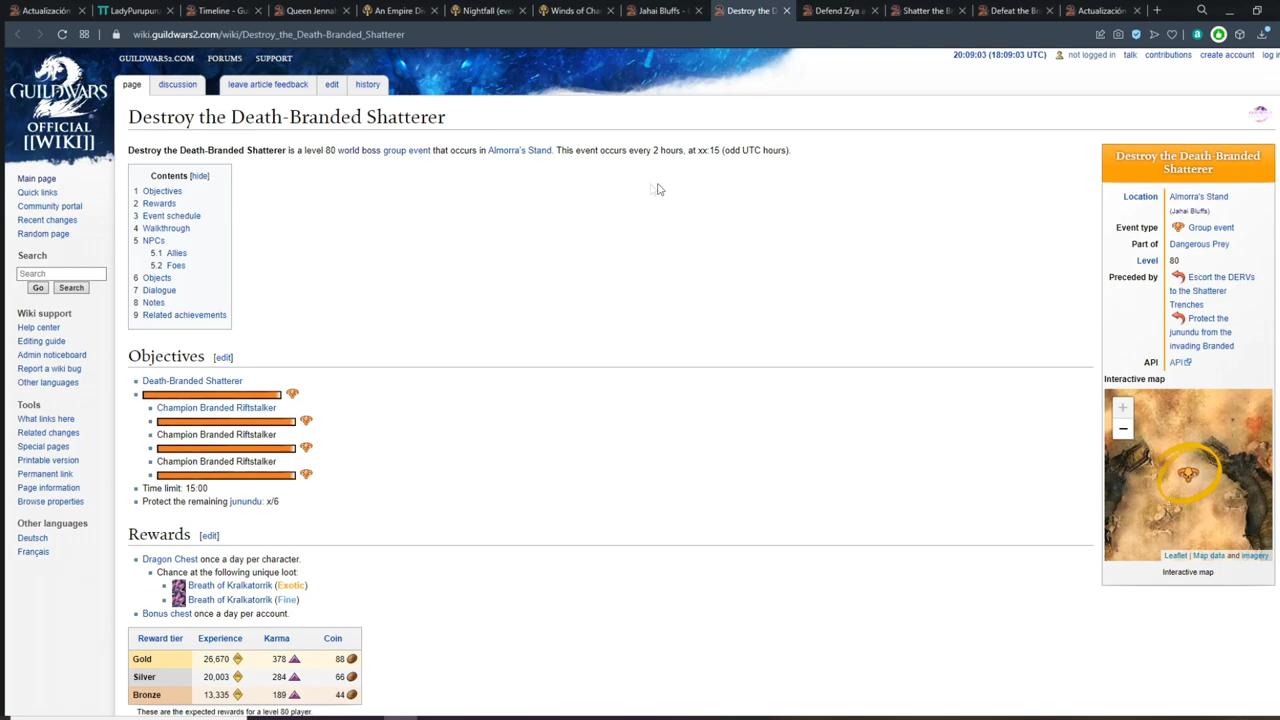 Actualización
LadyPurupuru
Timeline - Gu
Queen Jennah
An Empire Div
Nightfall (eve
Winds of Cha
Jahai Bluffs -
Destroy the D
Defend Ziya a
Shatter the B
Defeat the Br
Actualización
wiki.guildwars2.com/wiki/Destroy_the_Death-Branded_Shatterer
GUILDWARS2.COM FORUMS SUPPORT
20:09:03 (18:09:03 UTC) not logged in talk contributions create account log in
GUILDWARS
OFFICIAL
[[WIKI]]
page discussion leave article feedback edit history
Destroy the Death-Branded Shatterer
Destroy the Death-Branded Shatterer is a level 80 world boss group event that occurs in Almorra's Stand. This event occurs every 2 hours, at xx:15 (odd UTC hours).
Main page
Quick links
Community portal
Recent changes
Random page
Search
Search
Go Search
Wiki support
Help center
Editing guide
Admin noticeboard
Report a wiki bug
Other languages
Tools
What links here
Related changes
Special pages
Printable version
Permanent link
Page information
Browse properties
Other languages
Deutsch
Français
Contents [hide]
1 Objectives
2 Rewards
3 Event schedule
4 Walkthrough
5 NPCs
5.1 Allies
5.2 Foes
6 Objects
7 Dialogue
8 Notes
9 Related achievements
Objectives [edit]
Death-Branded Shatterer
Champion Branded Riftstalker
Champion Branded Riftstalker
Champion Branded Riftstalker
Time limit: 15:00
Protect the remaining junundu: x/6
Rewards [edit]
Dragon Chest once a day per character.
Chance at the following unique loot:
Breath of Kralkatorrik (Exotic)
Breath of Kralkatorrik (Fine)
Bonus chest once a day per account.
Reward tier Experience Karma Coin
Gold 26,670 378 88
Silver 20,003 284 66
Bronze 13,335 189 44
These are the expected rewards for a level 80 player.
Destroy the Death-Branded
Shatterer
Location Almorra's Stand
(Jahai Bluffs)
Event type Group event
Part of Dangerous Prey
Level 80
Preceded by Escort the DERVs
to the Shatterer
Trenches
Protect the
junundu from the
invading Branded
API API
Interactive map
+
−
Leaflet | Map data and imagery
Interactive map